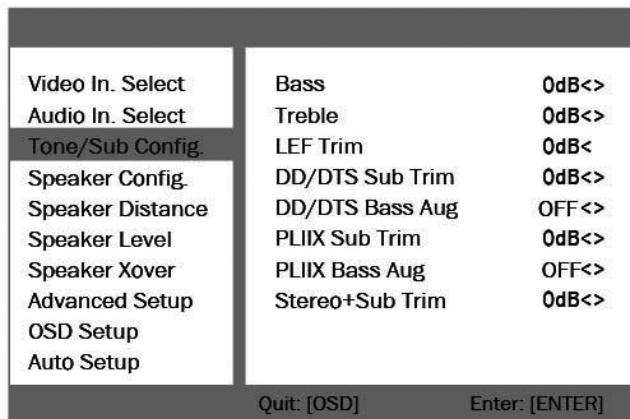 Video In. Select
Audio In. Select
Tone/Sub Config.
Speaker Config.
Speaker Distance
Speaker Level
Speaker Xover
Advanced Setup
OSD Setup
Auto Setup
Bass 0dB<>
Treble 0dB<>
LEF Trim 0dB<
DD/DTS Sub Trim 0dB<>
DD/DTS Bass Aug OFF<>
PLIIX Sub Trim 0dB<>
PLIIX Bass Aug OFF<>
Stereo+Sub Trim 0dB<>
Quit: [OSD] Enter: [ENTER]